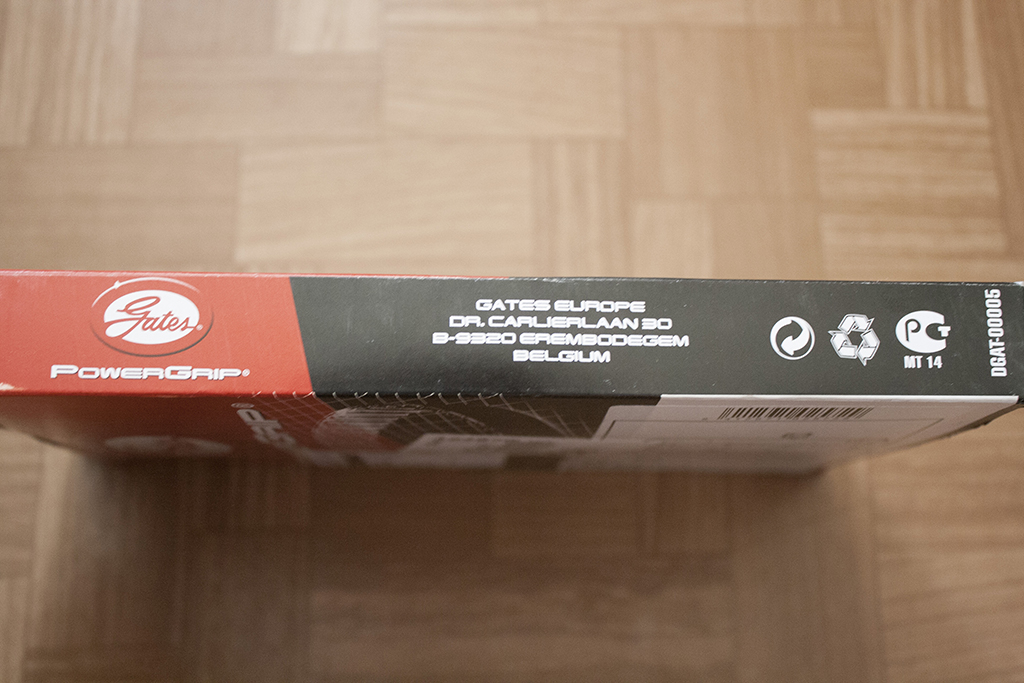 Gates®
POWERGRIP®
GATES EUROPE
DR. CARLIERLAAN 30
B-9320 EREMBODEGEM
BELGIUM
MT 14
DGAT-00005